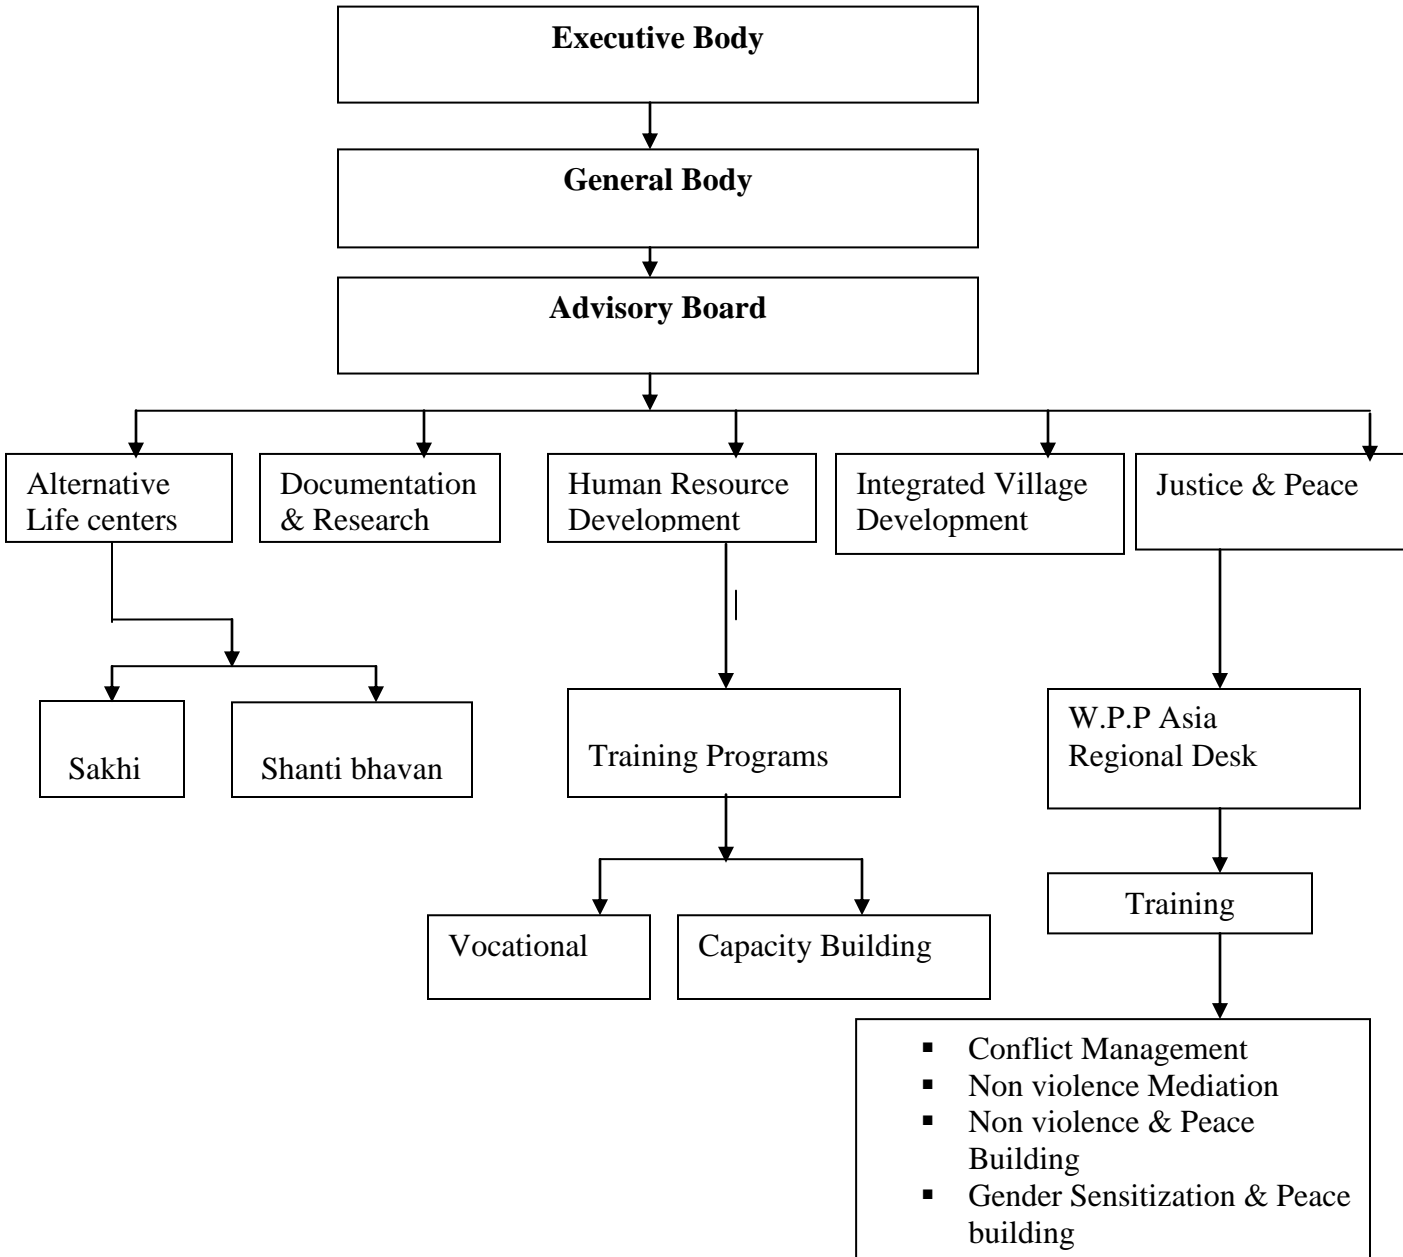 Executive Body
General Body
Advisory Board
Alternative
Life centers
Documentation
& Research
Human Resource
Development
Integrated Village
Development
Justice & Peace
Sakhi
Shanti bhavan
Training Programs
W.P.P Asia
Regional Desk
Vocational
Capacity Building
Training
▪ Conflict Management
▪ Non violence Mediation
▪ Non violence & Peace
Building
▪ Gender Sensitization & Peace
building